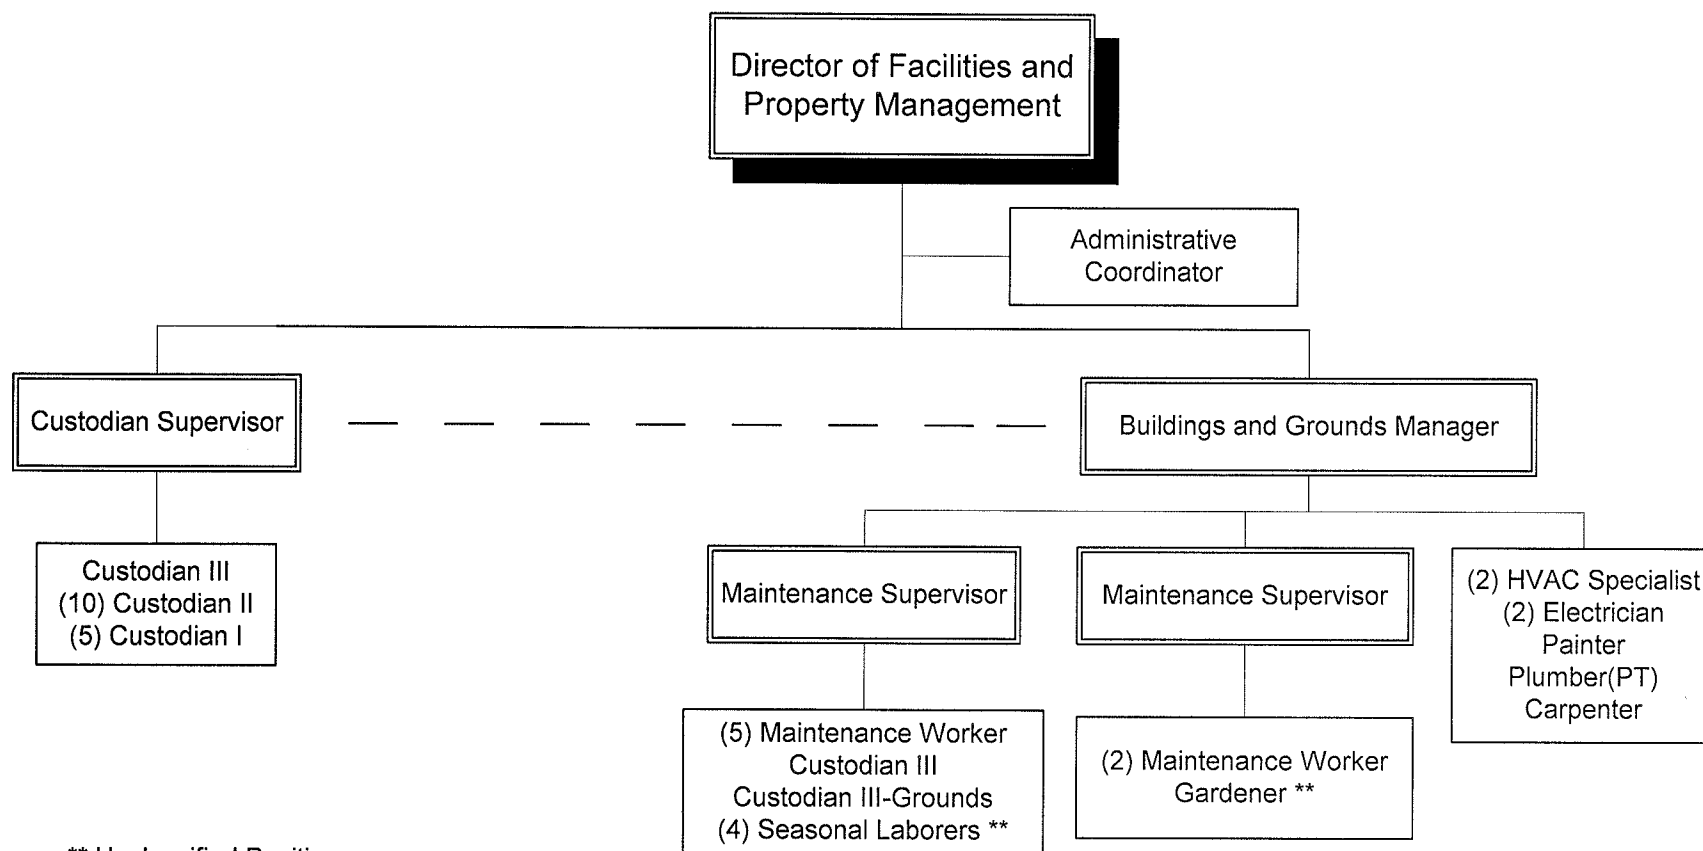 Director of Facilities and
Property Management
Administrative
Coordinator
Custodian Supervisor
Buildings and Grounds Manager
Custodian III
(10) Custodian II
(5) Custodian I
Maintenance Supervisor
Maintenance Supervisor
(2) HVAC Specialist
(2) Electrician
Painter
Plumber(PT)
Carpenter
(5) Maintenance Worker
Custodian III
Custodian III-Grounds
(4) Seasonal Laborers **
(2) Maintenance Worker
Gardener **
**